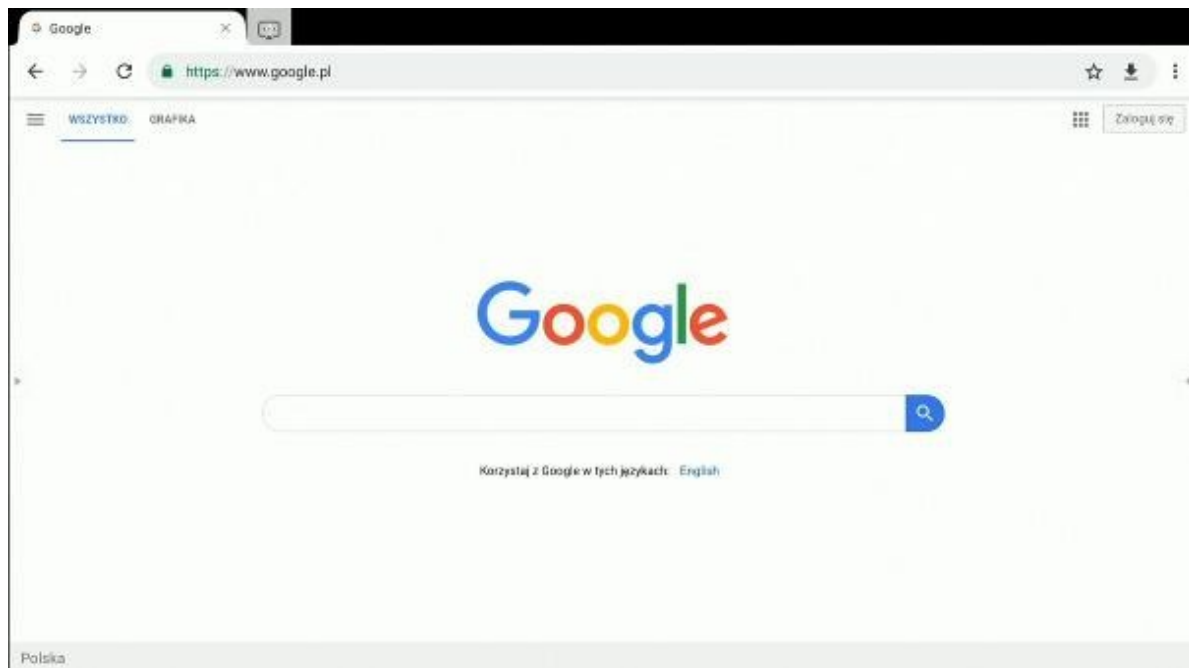 Google
https://www.google.pl
WSZYSTKO GRAFIKA
Zaloguj się
Google
Korzystaj z Google w tych językach: English
Polska